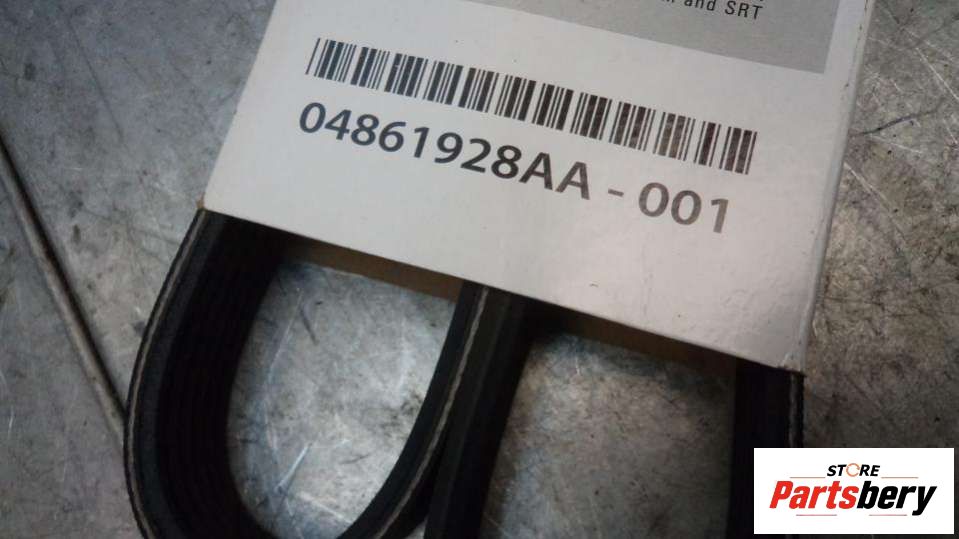 and SRT
04861928AA - 001
STORE
Partsbery